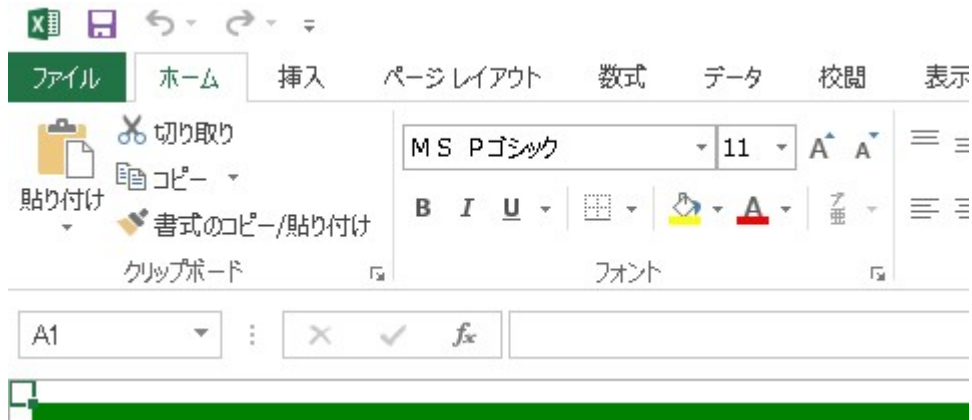 ファイル ホーム 挿入 ページ レイアウト 数式 データ 校閲 表示
切り取り
コピー
書式のコピー/貼り付け
貼り付け
クリップボード
ＭＳ Ｐゴシック 11 A A
B I U A ア亜
フォント
A1 fx